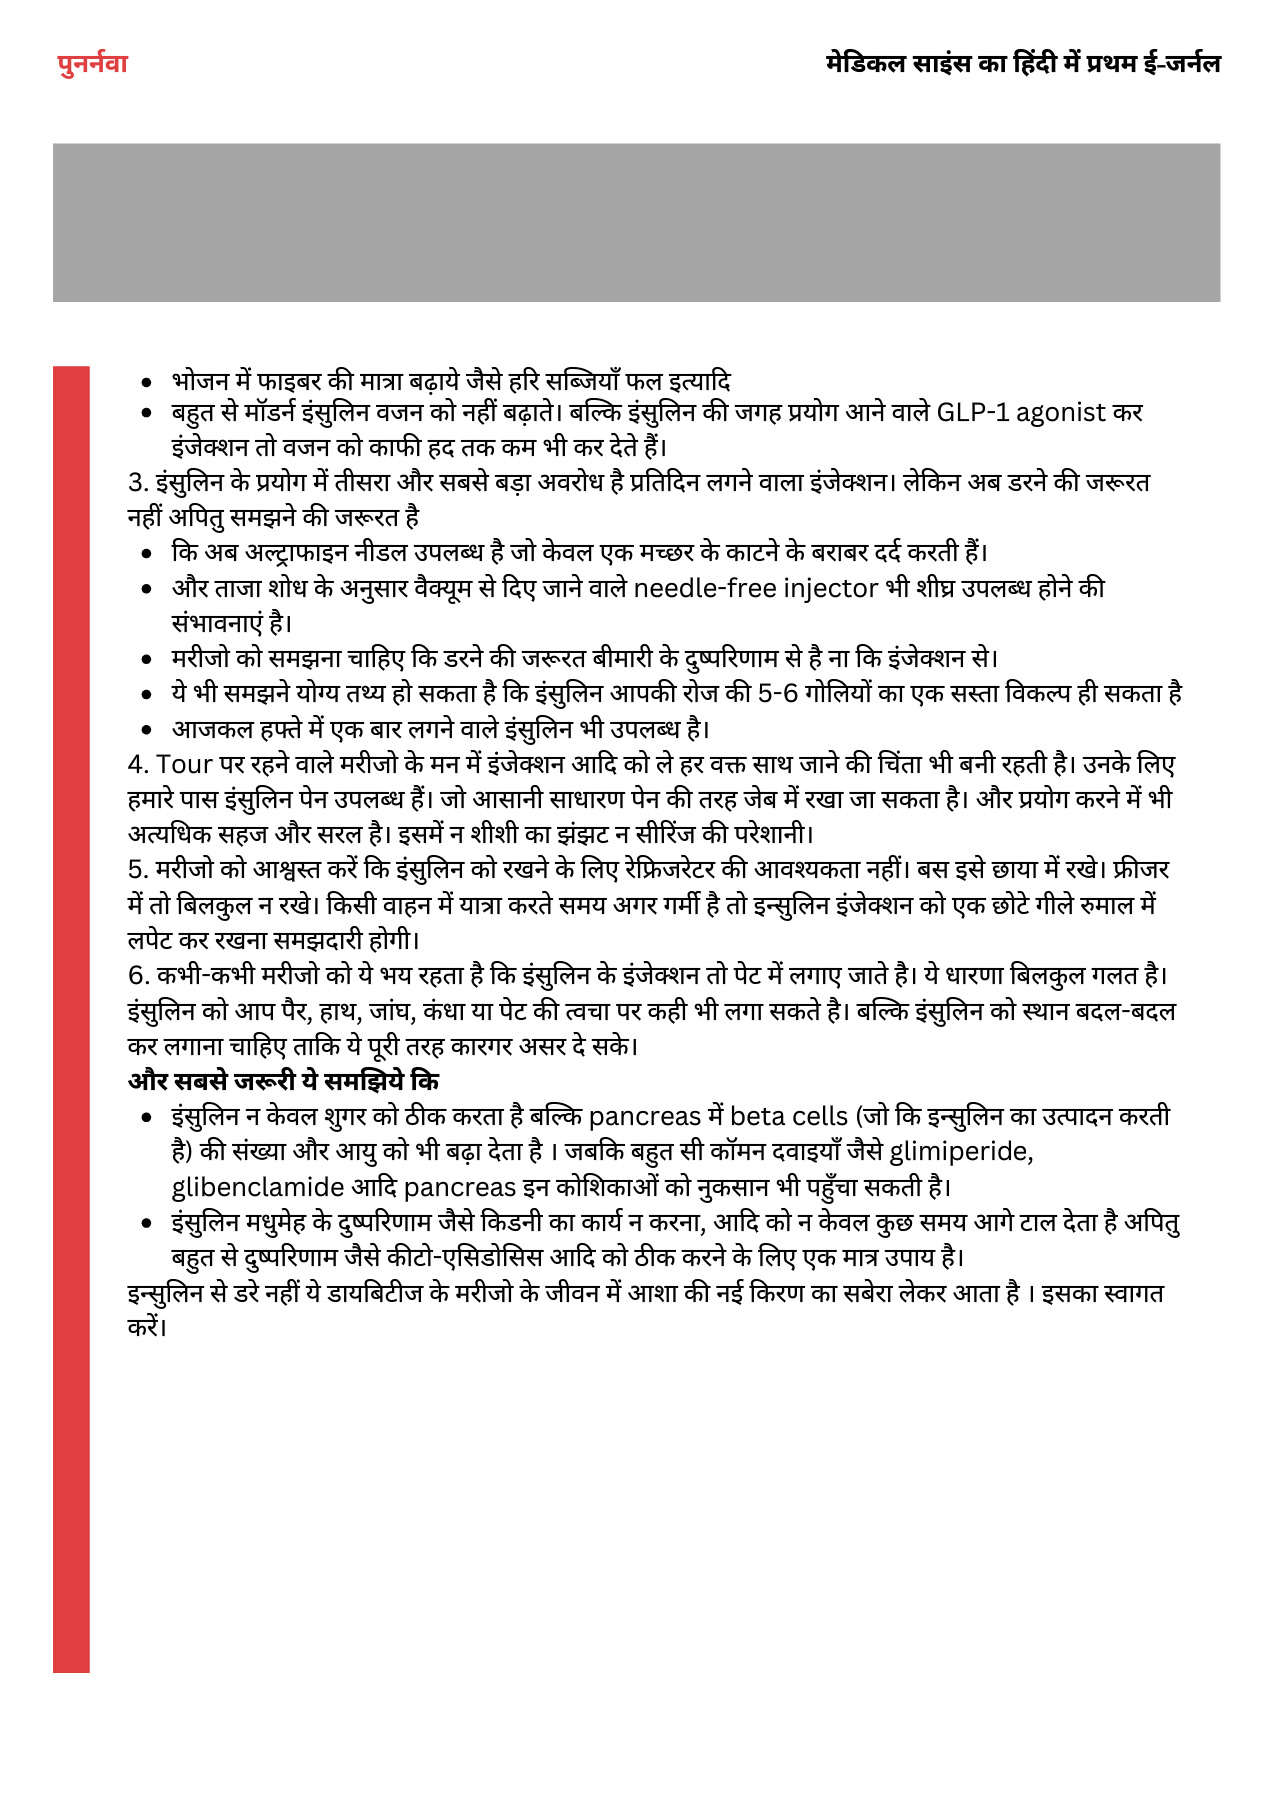 पुनर्नवा
मेडिकल साइंस का हिंदी में प्रथम ई-जर्नल
• भोजन में फाइबर की मात्रा बढ़ाये जैसे हरि सब्जियाँ फल इत्यादि
• बहुत से मॉडर्न इंसुलिन वजन को नहीं बढ़ाते। बल्कि इंसुलिन की जगह प्रयोग आने वाले GLP-1 agonist कर
इंजेक्शन तो वजन को काफी हद तक कम भी कर देते हैं।
3. इंसुलिन के प्रयोग में तीसरा और सबसे बड़ा अवरोध है प्रतिदिन लगने वाला इंजेक्शन। लेकिन अब डरने की जरूरत
नहीं अपितु समझने की जरूरत है
• कि अब अल्ट्राफाइन नीडल उपलब्ध है जो केवल एक मच्छर के काटने के बराबर दर्द करती हैं।
• और ताजा शोध के अनुसार वैक्यूम से दिए जाने वाले needle-free injector भी शीघ्र उपलब्ध होने की
संभावनाएं है।
• मरीजो को समझना चाहिए कि डरने की जरूरत बीमारी के दुष्परिणाम से है ना कि इंजेक्शन से।
• ये भी समझने योग्य तथ्य हो सकता है कि इंसुलिन आपकी रोज की 5-6 गोलियों का एक सस्ता विकल्प ही सकता है
• आजकल हफ्ते में एक बार लगने वाले इंसुलिन भी उपलब्ध है।
4. Tour पर रहने वाले मरीजो के मन में इंजेक्शन आदि को ले हर वक्त साथ जाने की चिंता भी बनी रहती है। उनके लिए
हमारे पास इंसुलिन पेन उपलब्ध हैं। जो आसानी साधारण पेन की तरह जेब में रखा जा सकता है। और प्रयोग करने में भी
अत्यधिक सहज और सरल है। इसमें न शीशी का झंझट न सीरिंज की परेशानी।
5. मरीजो को आश्वस्त करें कि इंसुलिन को रखने के लिए रेफ्रिजरेटर की आवश्यकता नहीं। बस इसे छाया में रखे। फ्रीजर
में तो बिलकुल न रखे। किसी वाहन में यात्रा करते समय अगर गर्मी है तो इन्सुलिन इंजेक्शन को एक छोटे गीले रुमाल में
लपेट कर रखना समझदारी होगी।
6. कभी-कभी मरीजो को ये भय रहता है कि इंसुलिन के इंजेक्शन तो पेट में लगाए जाते है। ये धारणा बिलकुल गलत है।
इंसुलिन को आप पैर, हाथ, जांघ, कंधा या पेट की त्वचा पर कही भी लगा सकते है। बल्कि इंसुलिन को स्थान बदल-बदल
कर लगाना चाहिए ताकि ये पूरी तरह कारगर असर दे सके।
और सबसे जरूरी ये समझिये कि
• इंसुलिन न केवल शुगर को ठीक करता है बल्कि pancreas में beta cells (जो कि इन्सुलिन का उत्पादन करती
है) की संख्या और आयु को भी बढ़ा देता है । जबकि बहुत सी कॉमन दवाइयाँ जैसे glimiperide,
glibenclamide आदि pancreas इन कोशिकाओं को नुकसान भी पहुँचा सकती है।
• इंसुलिन मधुमेह के दुष्परिणाम जैसे किडनी का कार्य न करना, आदि को न केवल कुछ समय आगे टाल देता है अपितु
बहुत से दुष्परिणाम जैसे कीटो-एसिडोसिस आदि को ठीक करने के लिए एक मात्र उपाय है।
इन्सुलिन से डरे नहीं ये डायबिटीज के मरीजो के जीवन में आशा की नई किरण का सबेरा लेकर आता है । इसका स्वागत
करें।